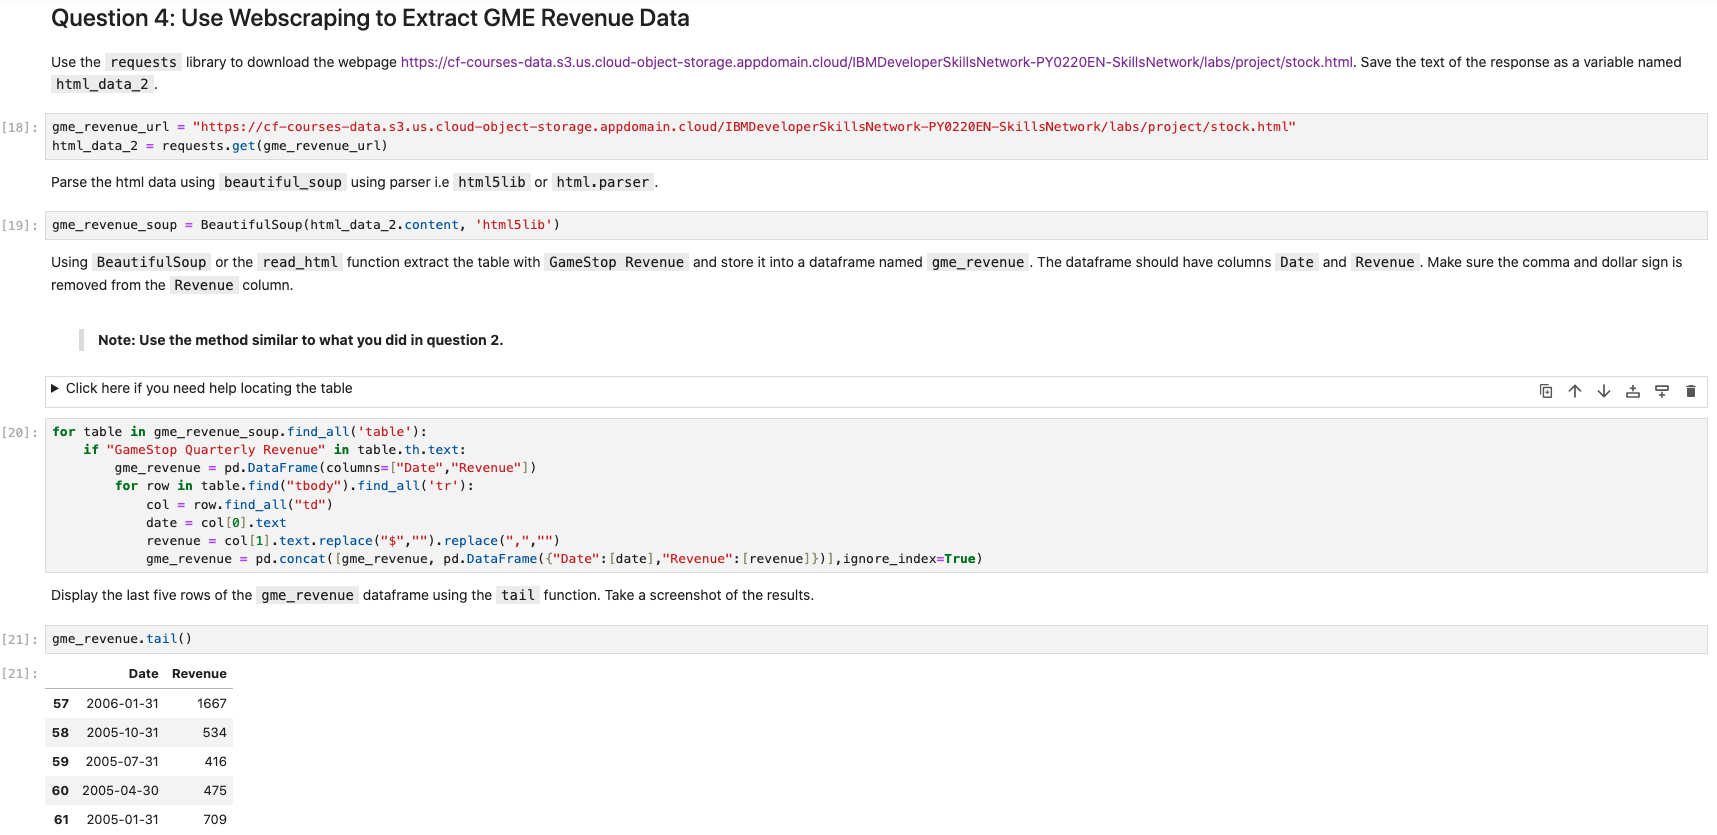 Question 4: Use Webscraping to Extract GME Revenue Data
Use the requests library to download the webpage https://cf-courses-data.s3.us.cloud-object-storage.appdomain.cloud/IBMDeveloperSkillsNetwork-PY0220EN-SkillsNetwork/labs/project/stock.html. Save the text of the response as a variable named
html_data_2.
[18]: gme_revenue_url = "https://cf-courses-data.s3.us.cloud-object-storage.appdomain.cloud/IBMDeveloperSkillsNetwork-PY0220EN-SkillsNetwork/labs/project/stock.html"
html_data_2 = requests.get(gme_revenue_url)
Parse the html data using beautiful_soup using parser i.e html5lib or html.parser.
[19]: gme_revenue_soup = BeautifulSoup(html_data_2.content, 'html5lib')
Using BeautifulSoup or the read_html function extract the table with GameStop Revenue and store it into a dataframe named gme_revenue. The dataframe should have columns Date and Revenue. Make sure the comma and dollar sign is
removed from the Revenue column.
Note: Use the method similar to what you did in question 2.
▶ Click here if you need help locating the table
[20]: for table in gme_revenue_soup.find_all('table'):
    if "GameStop Quarterly Revenue" in table.th.text:
        gme_revenue = pd.DataFrame(columns=["Date","Revenue"])
        for row in table.find("tbody").find_all('tr'):
            col = row.find_all("td")
            date = col[0].text
            revenue = col[1].text.replace("$","").replace(",","")
            gme_revenue = pd.concat([gme_revenue, pd.DataFrame({"Date":[date],"Revenue":[revenue]})],ignore_index=True)
Display the last five rows of the gme_revenue dataframe using the tail function. Take a screenshot of the results.
[21]: gme_revenue.tail()
[21]: Date Revenue
57 2006-01-31 1667
58 2005-10-31 534
59 2005-07-31 416
60 2005-04-30 475
61 2005-01-31 709